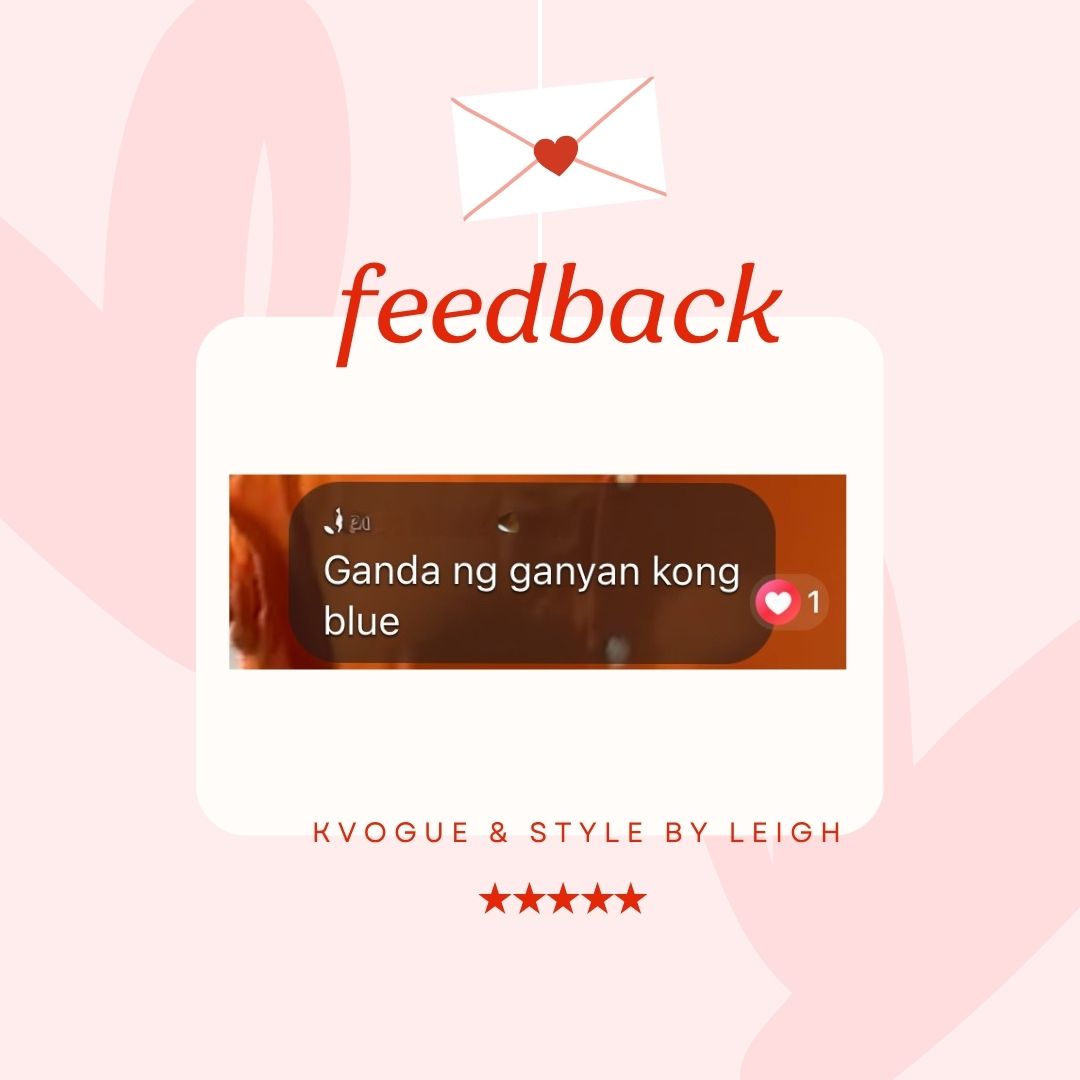 feedback
Ganda ng ganyan kong
blue
1
KVOGUE & STYLE BY LEIGH
★★★★★